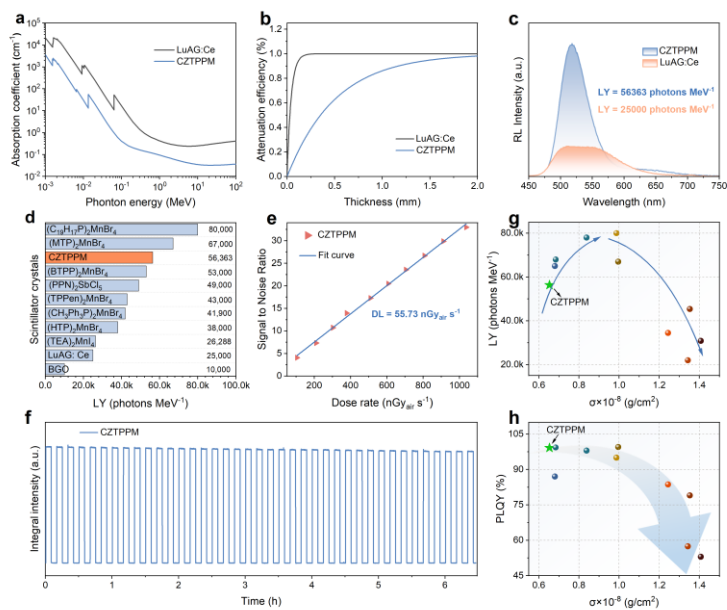 a
Absorption coefficient (cm⁻¹)
10⁵
10⁴
10³
10²
10¹
10⁰
10⁻¹
10⁻²
LuAG:Ce
CZTPPM
10⁻³ 10⁻² 10⁻¹ 10⁰ 10¹ 10²
Photon energy (MeV)
b
Attenuation efficiency (%)
1.2
1.0
0.8
0.6
0.4
0.2
0.0
LuAG:Ce
CZTPPM
0.0 0.5 1.0 1.5 2.0
Thickness (mm)
c
RL Intensity (a.u.)
CZTPPM
LuAG:Ce
LY = 56363 photons MeV⁻¹
LY = 25000 photons MeV⁻¹
450 500 550 600 650 700 750
Wavelength (nm)
d
Scintillator crystals
(C₁₉H₁₇P)₂MnBr₄ 80,000
(MTP)₂MnBr₄ 67,000
CZTPPM 56,363
(BTPP)₂MnBr₄ 53,000
(PPN)₂SbCl₅ 49,000
(TPPen)₂MnBr₄ 43,000
(CH₃Ph₃P)₂MnBr₄ 41,900
(HTP)₂MnBr₄ 38,000
(TEA)₂MnI₄ 26,288
LuAG: Ce 25,000
BGO 10,000
0.0 20.0k 40.0k 60.0k 80.0k 100.0k
LY (photons MeV⁻¹)
e
Signal to Noise Ratio
35
30
25
20
15
10
5
0
CZTPPM
Fit curve
DL = 55.73 nGyair s⁻¹
200 400 600 800 1000
Dose rate (nGyair s⁻¹)
g
LY (photons MeV⁻¹)
80.0k
60.0k
40.0k
20.0k
CZTPPM
0.6 0.8 1.0 1.2 1.4
σ×10⁻⁸ (g/cm²)
f
Integral intensity (a.u.)
CZTPPM
0 1 2 3 4 5 6
Time (h)
h
PLQY (%)
105
90
75
60
45
CZTPPM
0.6 0.8 1.0 1.2 1.4
σ×10⁻⁸ (g/cm²)